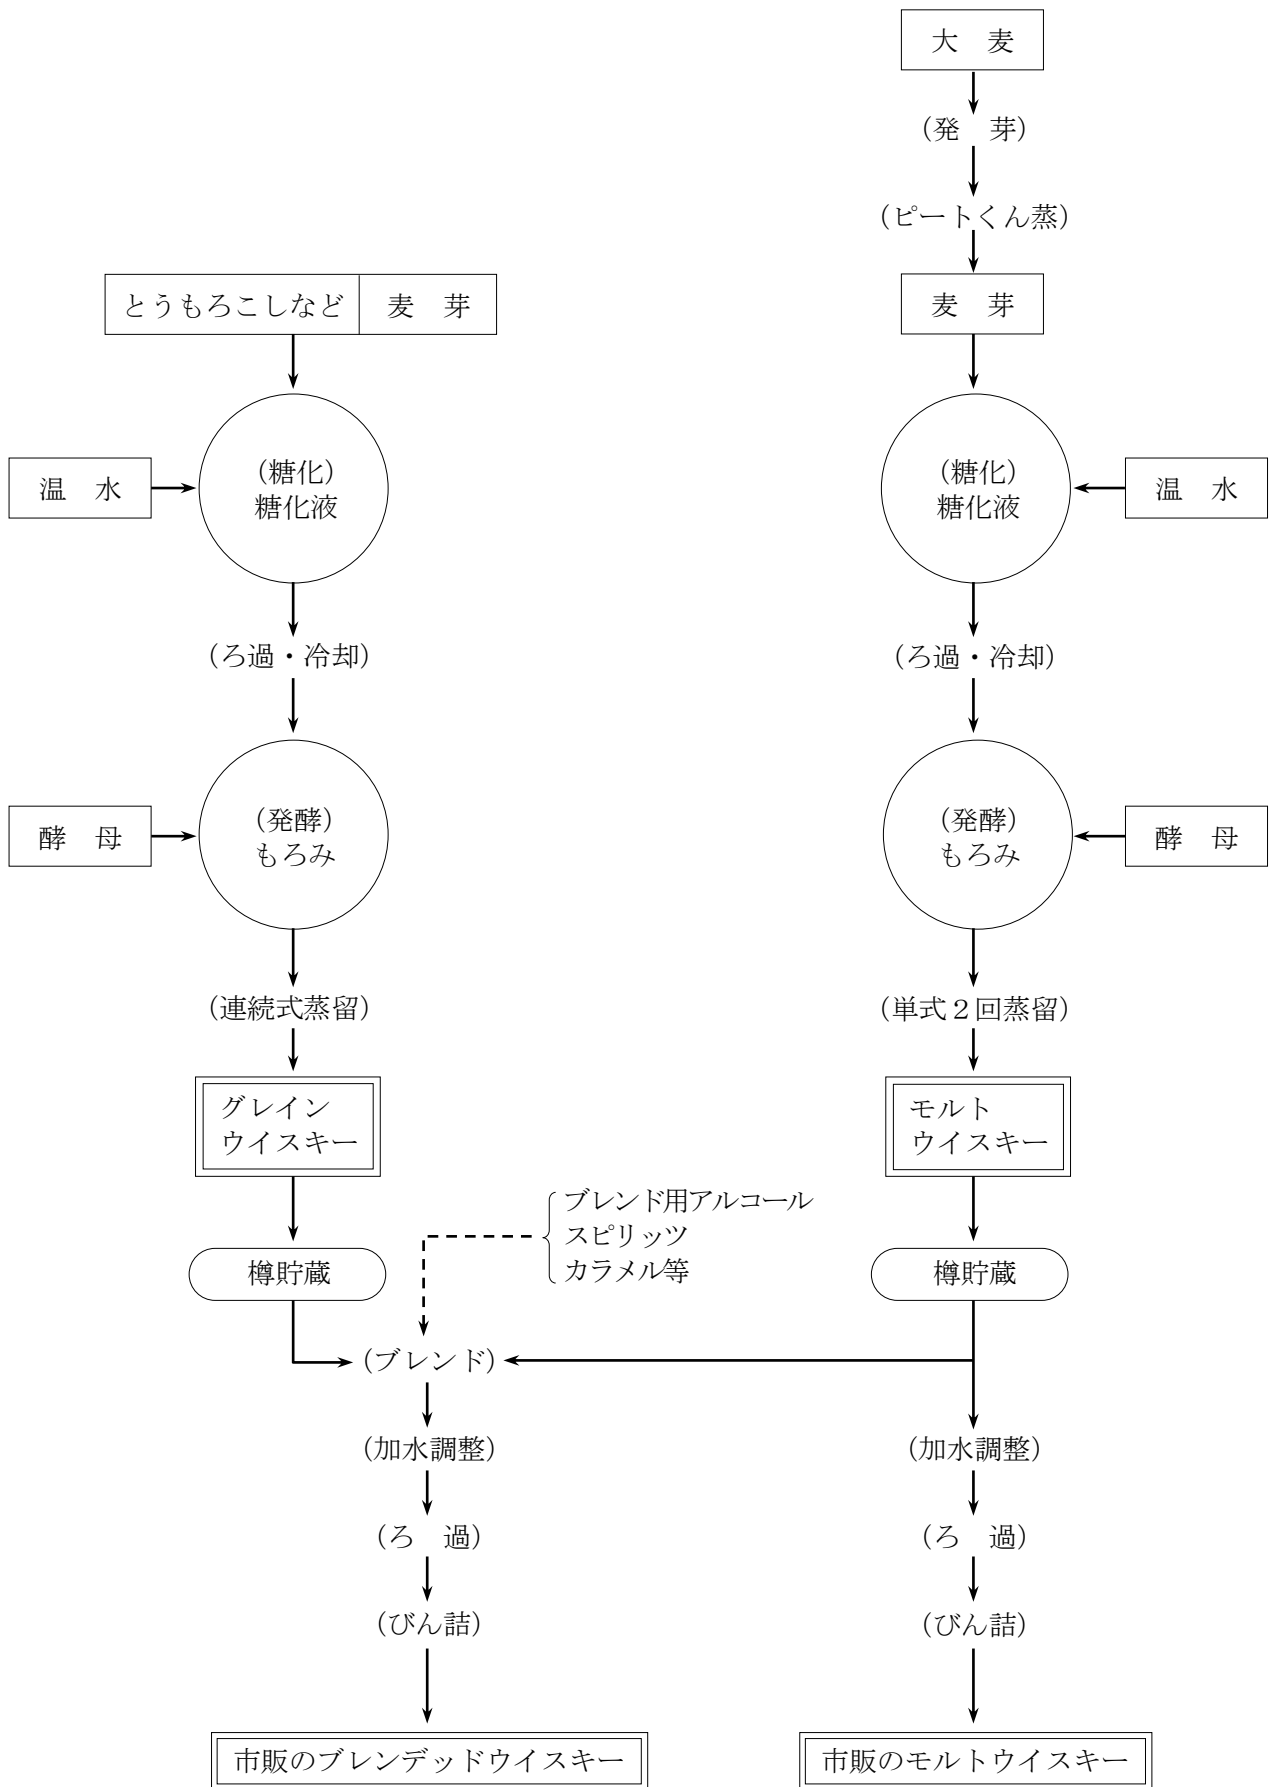 大　麦
（発　芽）
（ピートくん蒸）
とうもろこしなど　麦　芽
麦　芽
温　水
（糖化）
糖化液
（糖化）
糖化液
温　水
（ろ過・冷却）
（ろ過・冷却）
酵　母
（発酵）
もろみ
（発酵）
もろみ
酵　母
（連続式蒸留）
（単式２回蒸留）
グレイン
ウイスキー
モルト
ウイスキー
ブレンド用アルコール
スピリッツ
カラメル等
樽貯蔵
樽貯蔵
（ブレンド）
（加水調整）
（加水調整）
（ろ　過）
（ろ　過）
（びん詰）
（びん詰）
市販のブレンデッドウイスキー
市販のモルトウイスキー